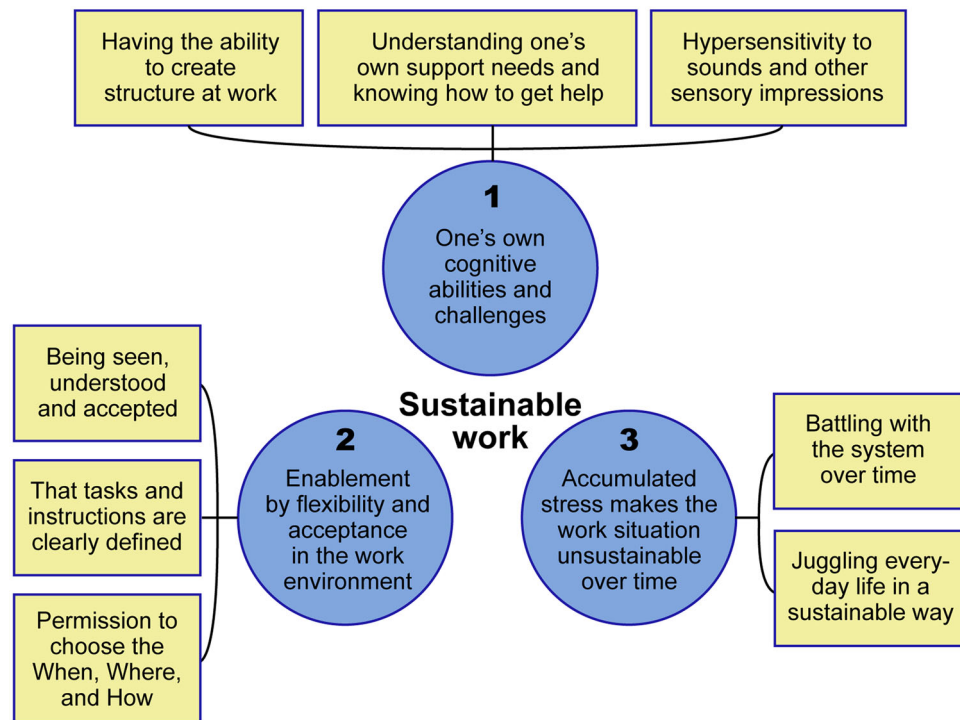 Having the ability
to create
structure at work
Understanding one’s
own support needs and
knowing how to get help
Hypersensitivity to
sounds and other
sensory impressions
1
One’s own
cognitive
abilities and
challenges
Being seen,
understood
and accepted
That tasks and
instructions are
clearly defined
Permission to
choose the
When, Where,
and How
Sustainable
work
2
Enablement
by flexibility and
acceptance
in the work
environment
3
Accumulated
stress makes the
work situation
unsustainable
over time
Battling with
the system
over time
Juggling every-
day life in a
sustainable way